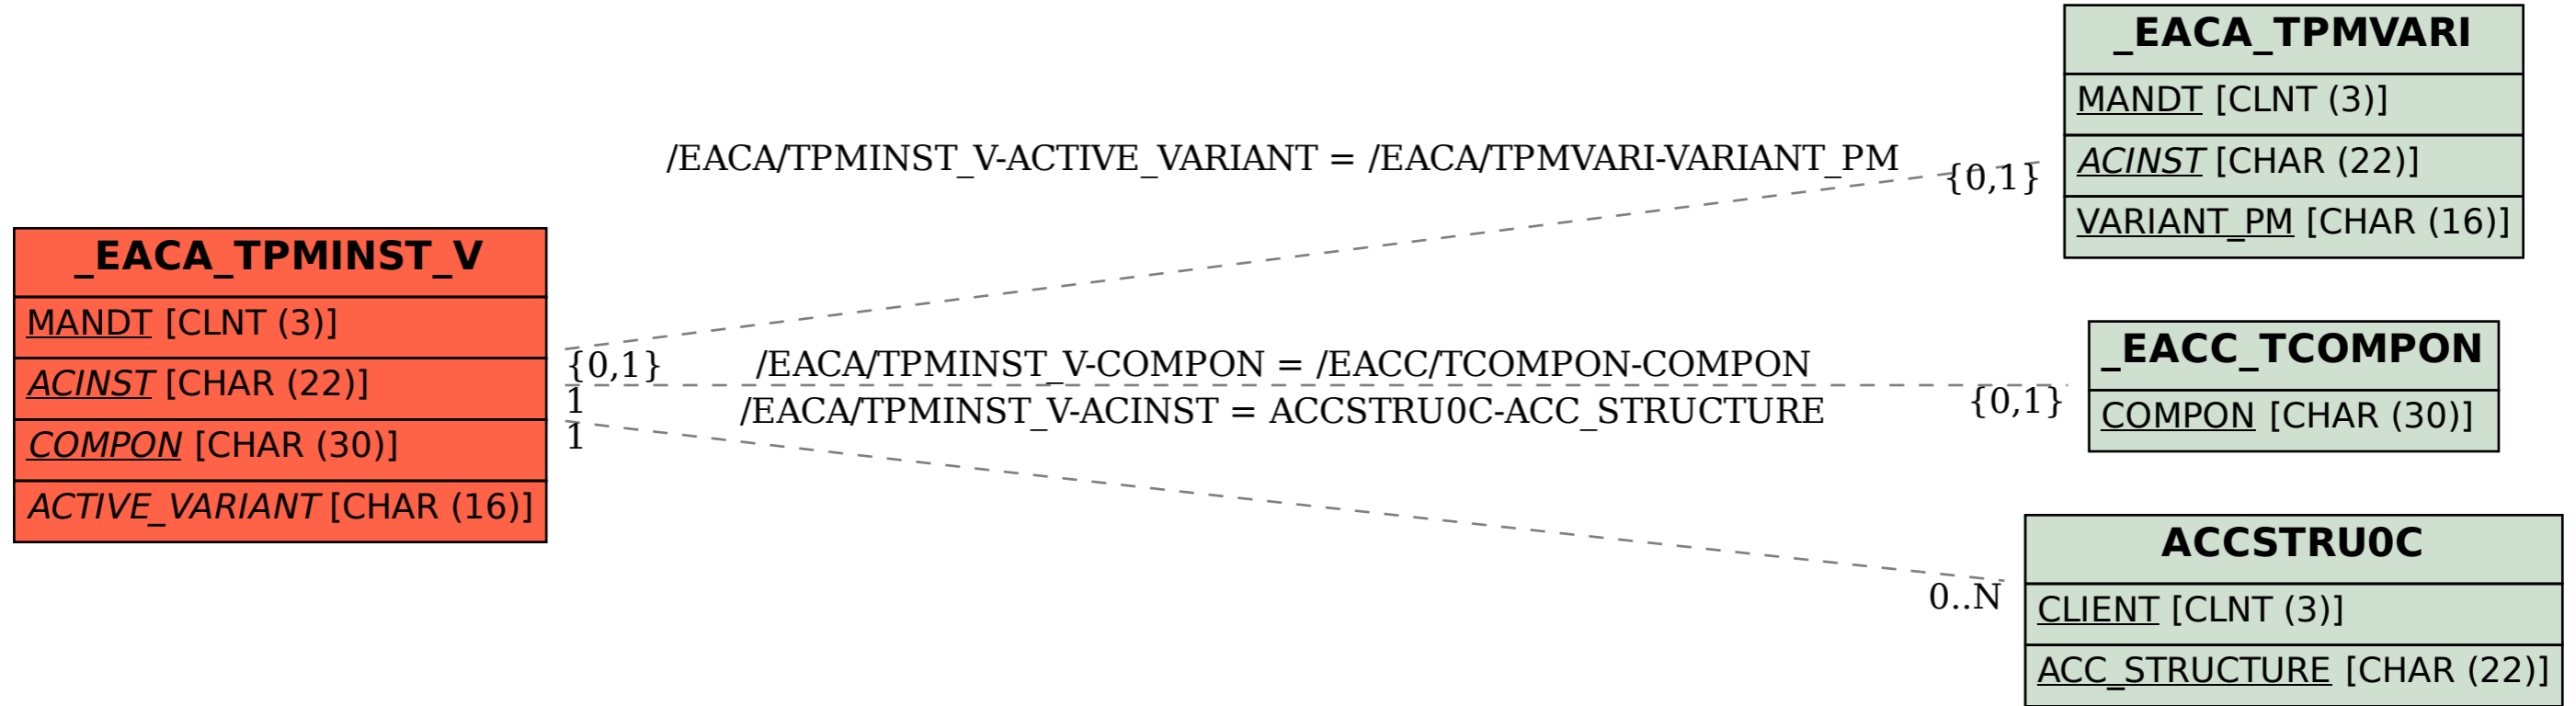 _EACA_TPMINST_V
MANDT [CLNT (3)]
ACINST [CHAR (22)]
COMPON [CHAR (30)]
ACTIVE_VARIANT [CHAR (16)]
/EACA/TPMINST_V-ACTIVE_VARIANT = /EACA/TPMVARI-VARIANT_PM
{0,1}
{0,1}
/EACA/TPMINST_V-COMPON = /EACC/TCOMPON-COMPON
1
{0,1}
/EACA/TPMINST_V-ACINST = ACCSTRU0C-ACC_STRUCTURE
1
0..N
_EACA_TPMVARI
MANDT [CLNT (3)]
ACINST [CHAR (22)]
VARIANT_PM [CHAR (16)]
_EACC_TCOMPON
COMPON [CHAR (30)]
ACCSTRU0C
CLIENT [CLNT (3)]
ACC_STRUCTURE [CHAR (22)]